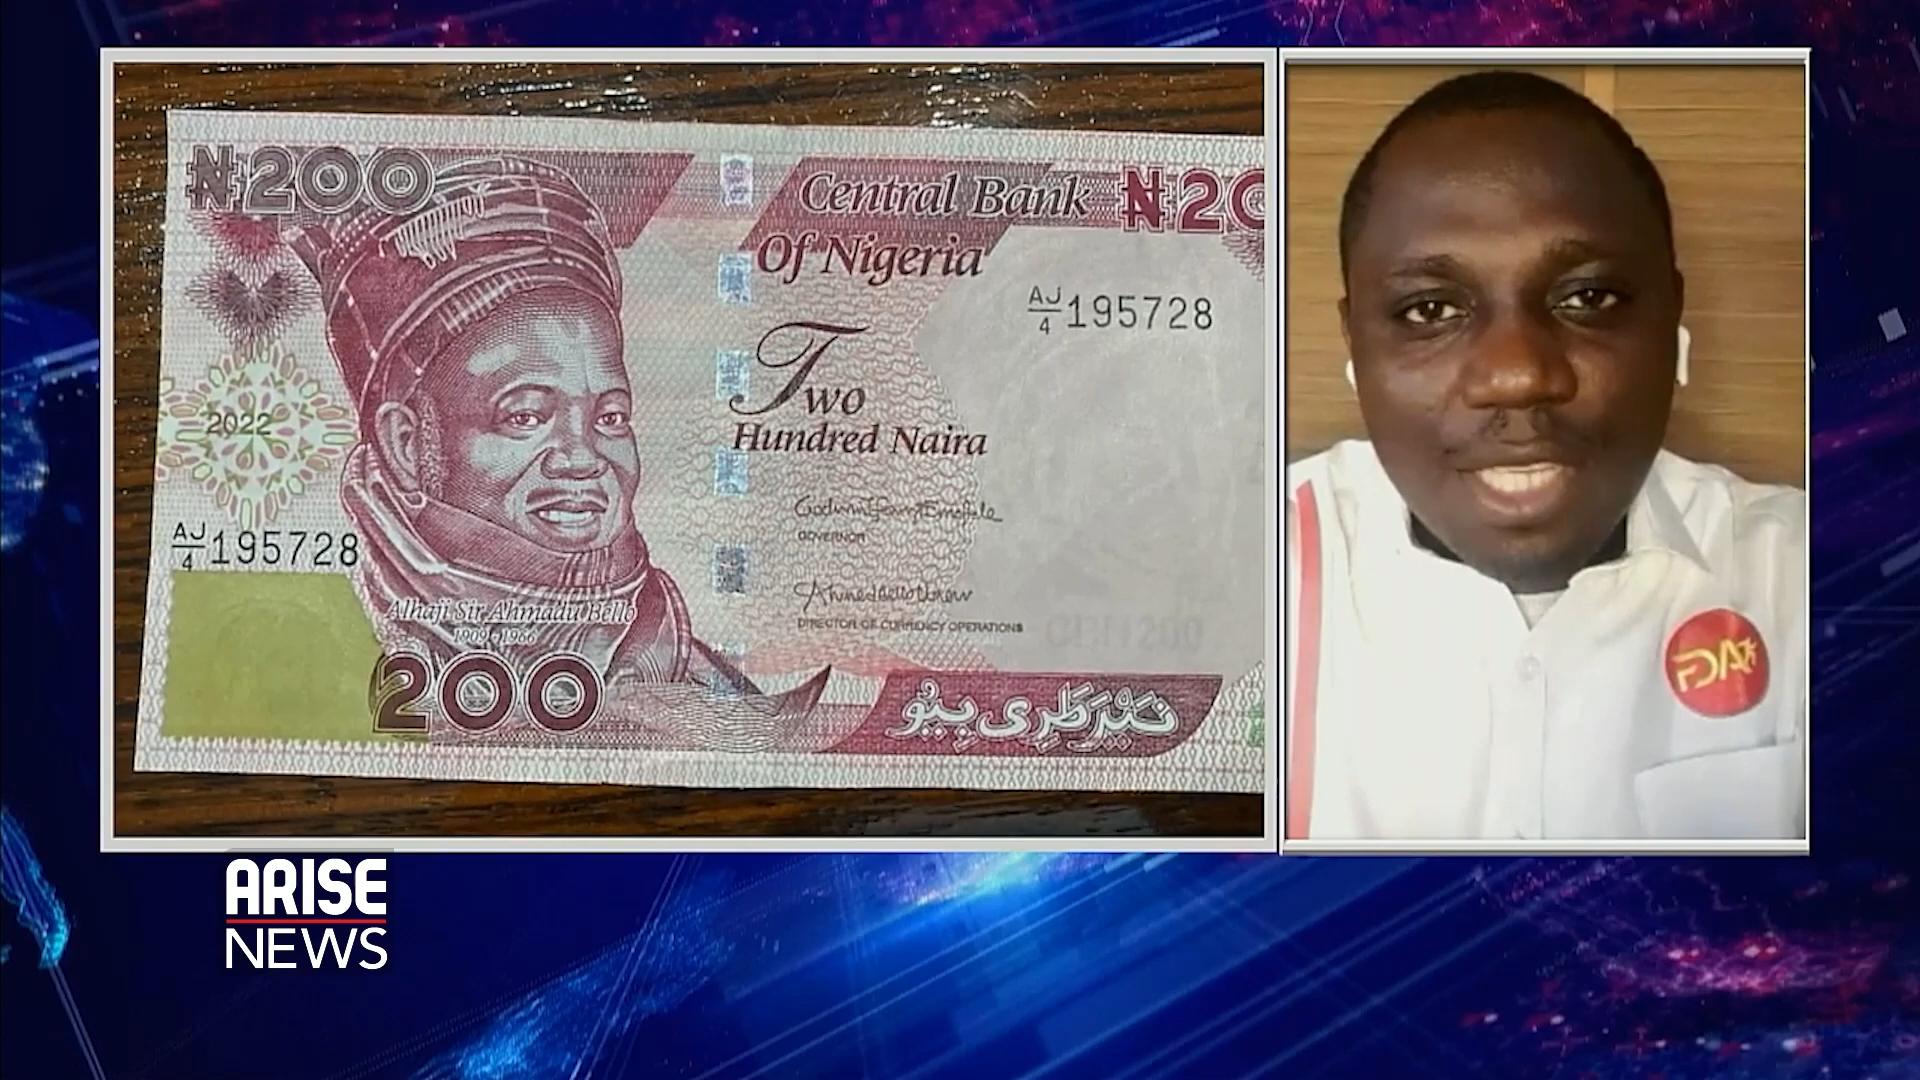 ₦200
Central Bank
Of Nigeria
₦20
AJ/4 195728
2022
Two
Hundred Naira
GOVERNOR
DIRECTOR OF CURRENCY OPERATIONS
AJ/4 195728
Alhaji Sir Ahmadu Bello
1909 - 1966
200
نَيْرَ طَرِى بِيُو
FDA
ARISE
NEWS